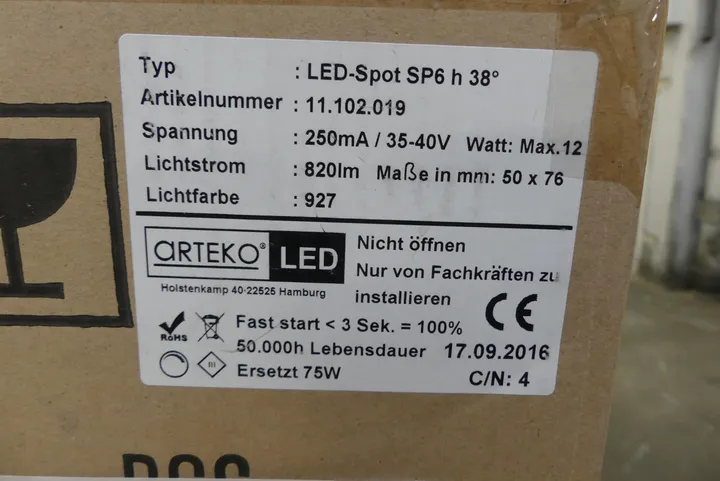 Typ : LED-Spot SP6 h 38°
Artikelnummer : 11.102.019
Spannung : 250mA / 35-40V Watt: Max.12
Lichtstrom : 820lm Maße in mm: 50 x 76
Lichtfarbe : 927
ARTEKO® LED
Holstenkamp 40·22525 Hamburg
Nicht öffnen
Nur von Fachkräften zu
installieren
CE
RoHS
Fast start < 3 Sek. = 100%
50.000h Lebensdauer 17.09.2016
III
Ersetzt 75W C/N: 4